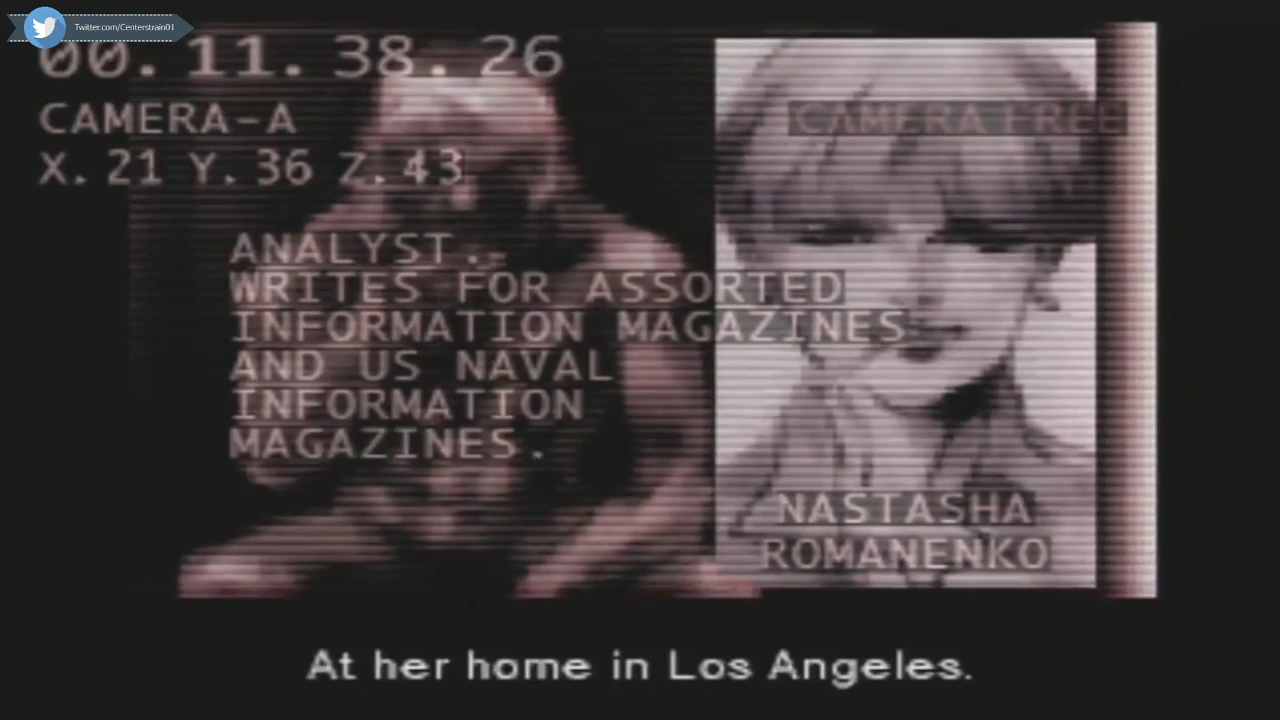 Twitter.com/Centerstrain01
00.11.38.26
CAMERA-A
CAMERA FREE
X.21 Y.36 Z.43
ANALYST.
WRITES FOR ASSORTED
INFORMATION MAGAZINES
AND US NAVAL
INFORMATION
MAGAZINES.
NASTASHA
ROMANENKO
At her home in Los Angeles.